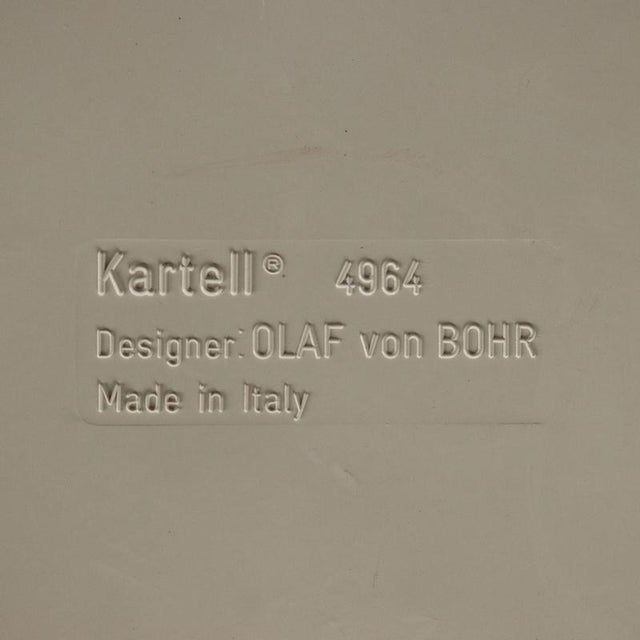 Kartell® 4964
Designer: OLAF von BOHR
Made in Italy